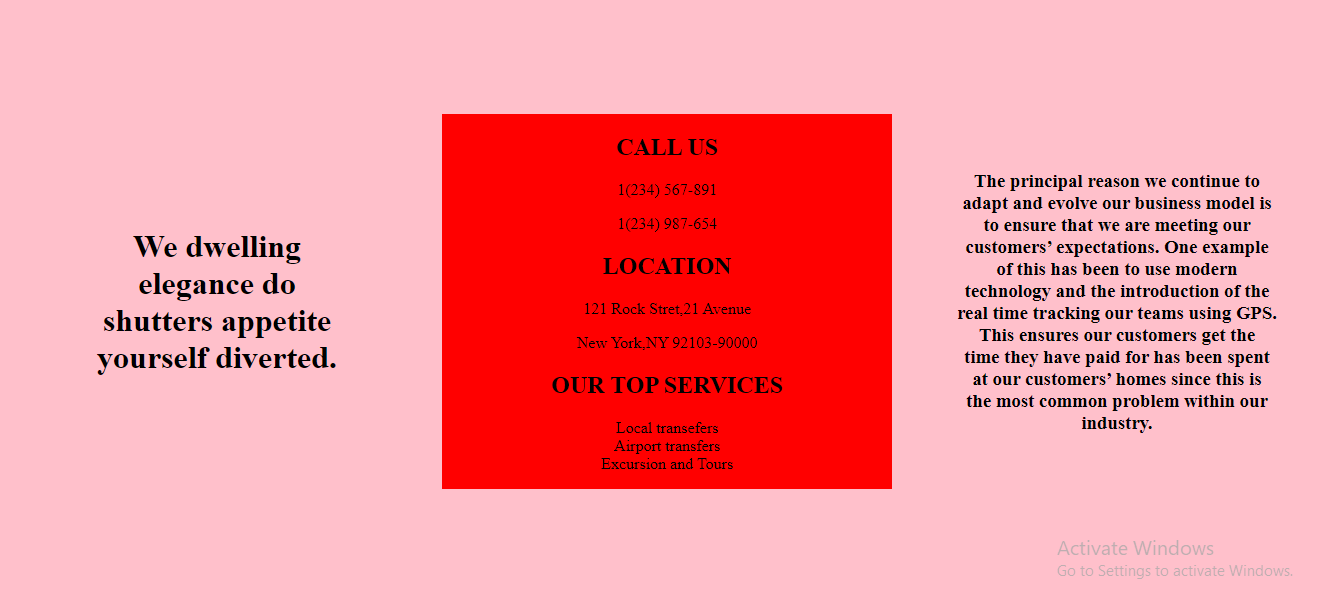 We dwelling
elegance do
shutters appetite
yourself diverted.
CALL US
1(234) 567-891
1(234) 987-654
LOCATION
121 Rock Stret,21 Avenue
New York,NY 92103-90000
OUR TOP SERVICES
Local transefers
Airport transfers
Excursion and Tours
The principal reason we continue to
adapt and evolve our business model is
to ensure that we are meeting our
customers’ expectations. One example
of this has been to use modern
technology and the introduction of the
real time tracking our teams using GPS.
This ensures our customers get the
time they have paid for has been spent
at our customers’ homes since this is
the most common problem within our
industry.
Activate Windows
Go to Settings to activate Windows.